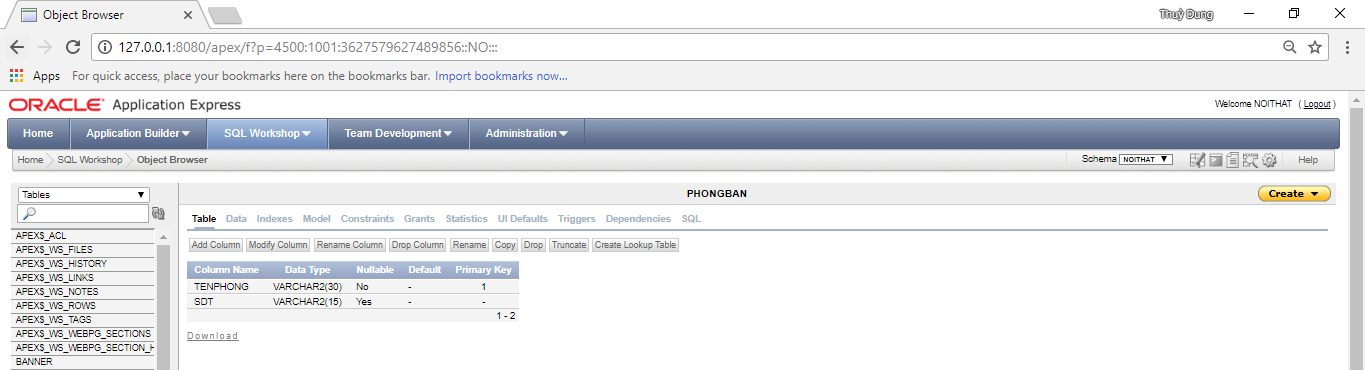 Object Browser
Thuỳ Dung
127.0.0.1:8080/apex/f?p=4500:1001:3627579627489856::NO:::
Apps For quick access, place your bookmarks here on the bookmarks bar. Import bookmarks now...
ORACLE Application Express
Welcome NOITHAT ( Logout )
Home Application Builder SQL Workshop Team Development Administration
Home SQL Workshop Object Browser
Schema NOITHAT Help
Tables
PHONGBAN
Create
Table Data Indexes Model Constraints Grants Statistics UI Defaults Triggers Dependencies SQL
Add Column Modify Column Rename Column Drop Column Rename Copy Drop Truncate Create Lookup Table
Column Name Data Type Nullable Default Primary Key
TENPHONG VARCHAR2(30) No - 1
SDT VARCHAR2(15) Yes - -
1 - 2
Download
APEX$_ACL
APEX$_WS_FILES
APEX$_WS_HISTORY
APEX$_WS_LINKS
APEX$_WS_NOTES
APEX$_WS_ROWS
APEX$_WS_TAGS
APEX$_WS_WEBPG_SECTIONS
APEX$_WS_WEBPG_SECTION_H
BANNER